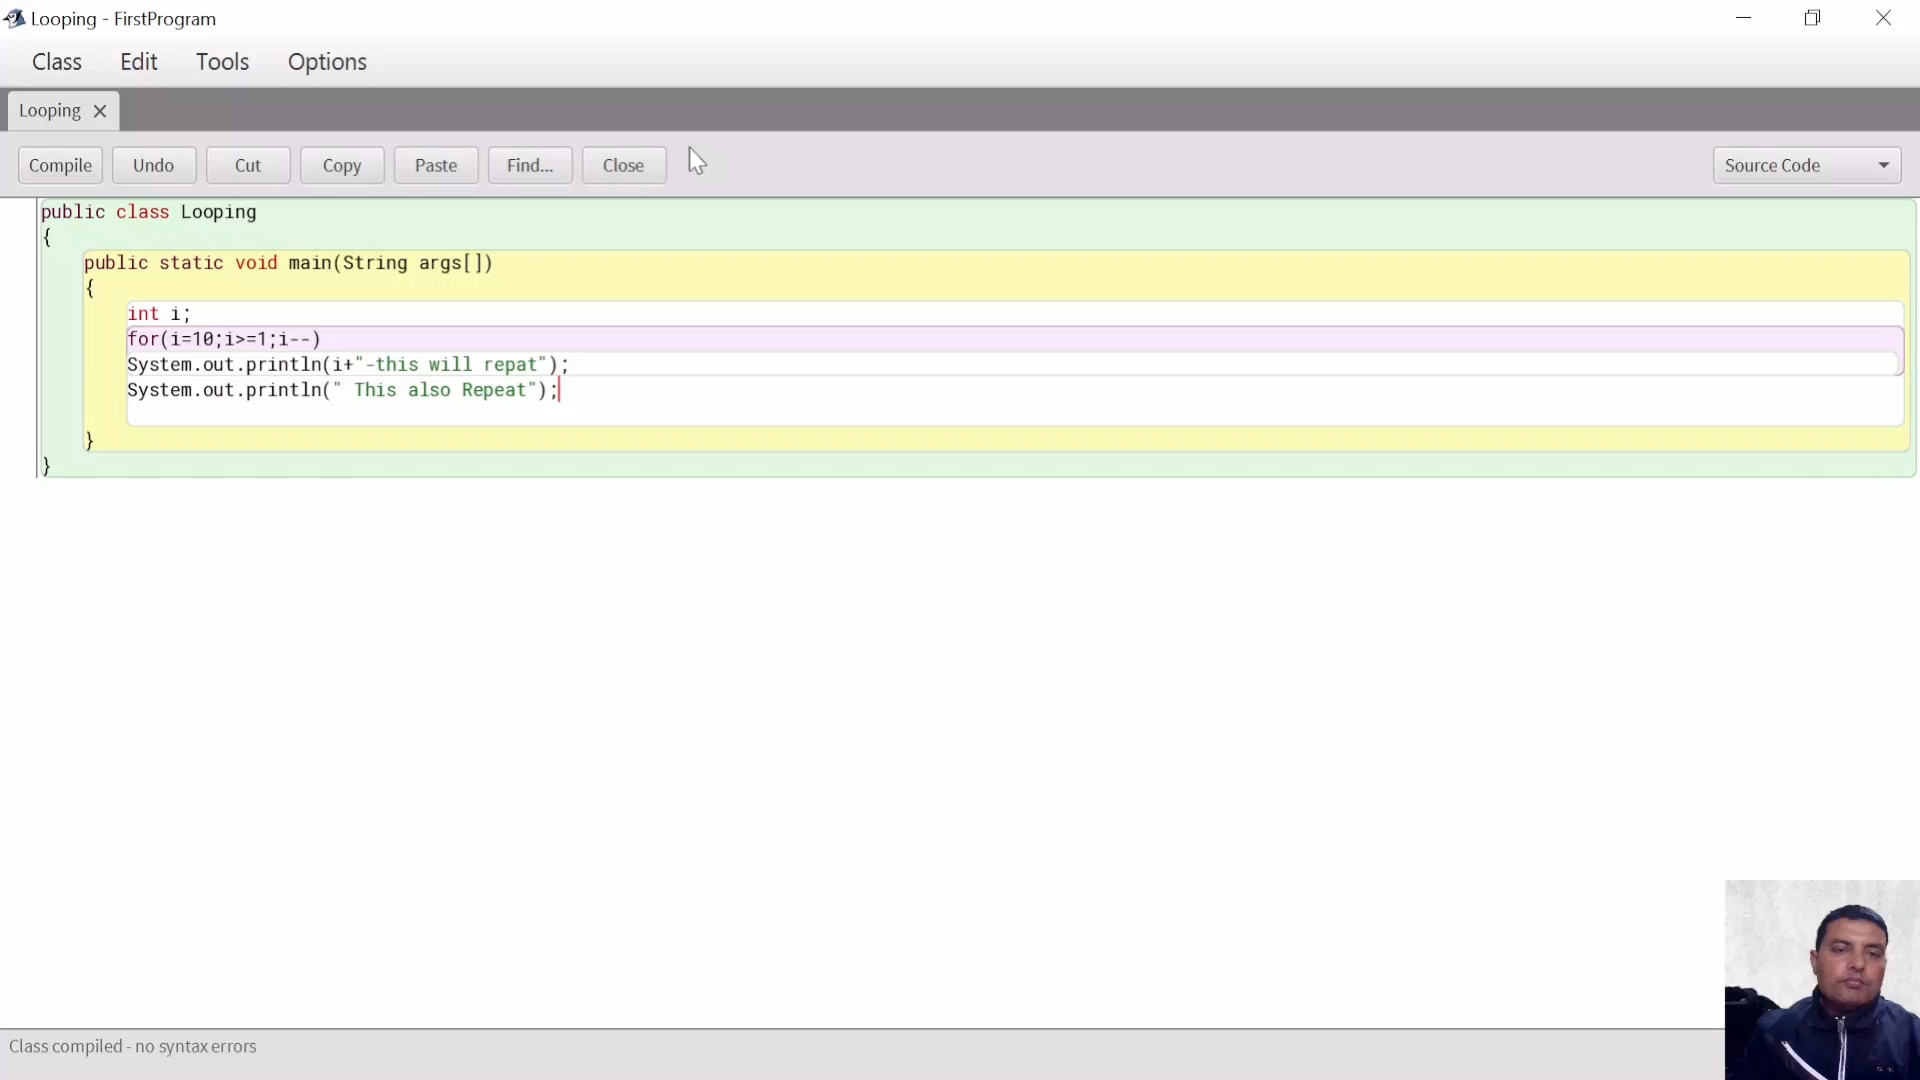 Looping - FirstProgram
Class Edit Tools Options
Looping
Compile Undo Cut Copy Paste Find... Close Source Code
public class Looping
{
public static void main(String args[])
{
int i;
for(i=10;i>=1;i--)
System.out.println(i+"-this will repat");
System.out.println(" This also Repeat");
}
}
Class compiled - no syntax errors